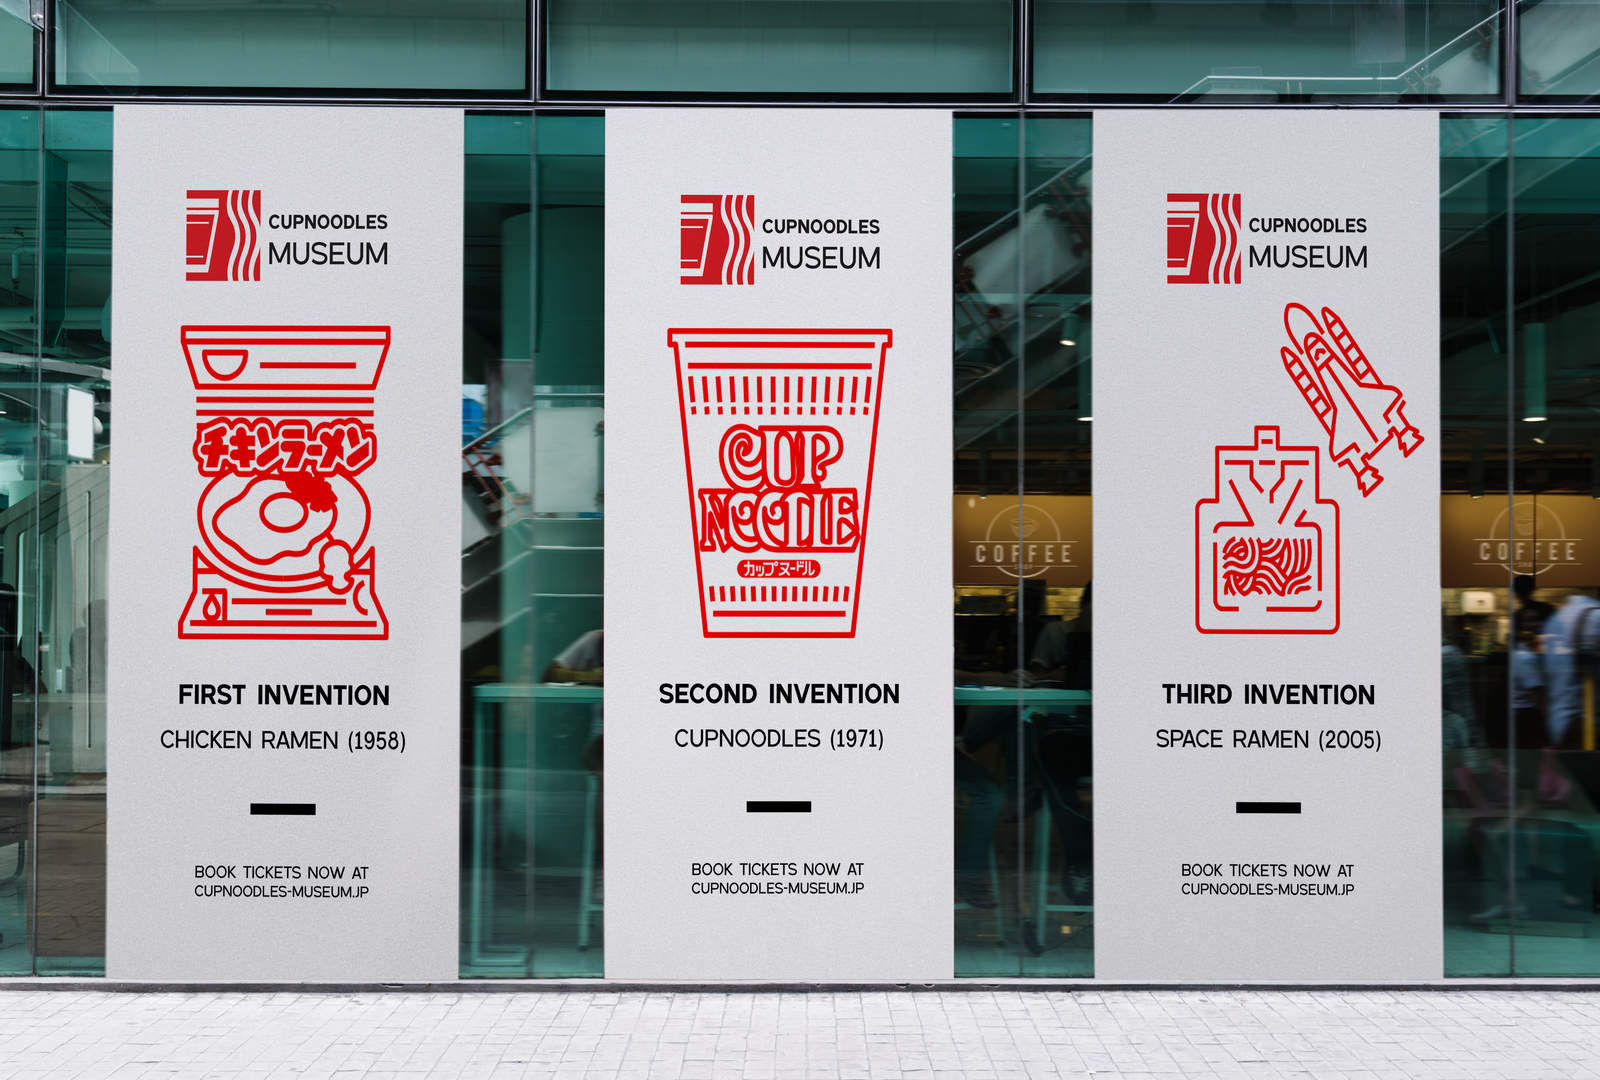 CUPNOODLES
MUSEUM
チキンラーメン
FIRST INVENTION
CHICKEN RAMEN (1958)
BOOK TICKETS NOW AT
CUPNOODLES-MUSEUM.JP
CUPNOODLES
MUSEUM
CUP
NOODLE
カップヌードル
SECOND INVENTION
CUPNOODLES (1971)
BOOK TICKETS NOW AT
CUPNOODLES-MUSEUM.JP
CUPNOODLES
MUSEUM
THIRD INVENTION
SPACE RAMEN (2005)
BOOK TICKETS NOW AT
CUPNOODLES-MUSEUM.JP
COFFEE
SHOP
COFFEE
SHOP